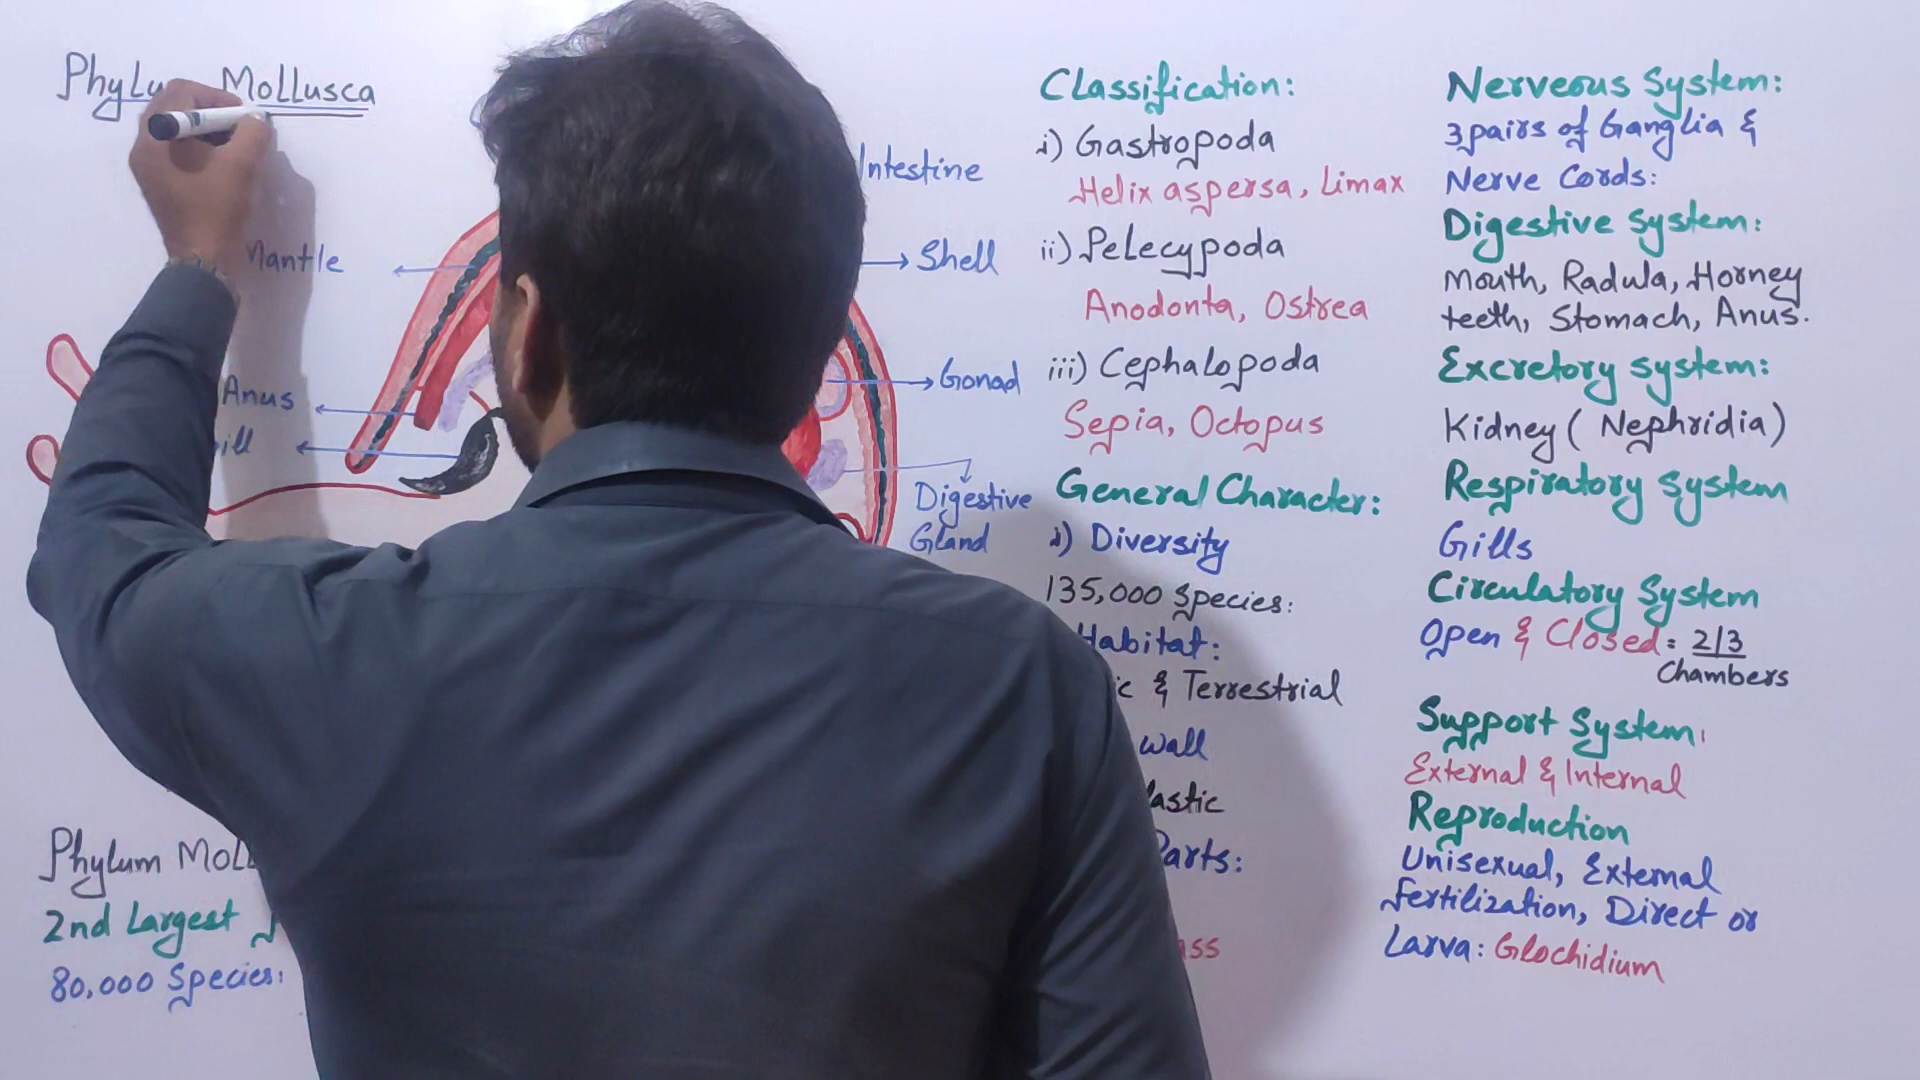 Phylu Mollusca
Intestine
Mantle
Shell
Anus
Gonad
ill
Digestive
Gland
Phylum Moll
2nd Largest
80,000 Species:
Classification:
i) Gastropoda
Helix aspersa, Limax
ii) Pelecypoda
Anodonta, Ostrea
iii) Cephalopoda
Sepia, Octopus
General Character:
i) Diversity
135,000 Species:
Habitat:
ic & Terrestrial
wall
lastic
Parts:
ass
Nerveous System:
3 pairs of Ganglia &
Nerve Cords:
Digestive System:
Mouth, Radula, Horney
teeth, Stomach, Anus.
Excretory System:
Kidney ( Nephridia )
Respiratory System
Gills
Circulatory System
Open & Closed: 2/3
Chambers
Support System:
External & Internal
Reproduction
Unisexual, External
fertilization, Direct or
Larva: Glochidium